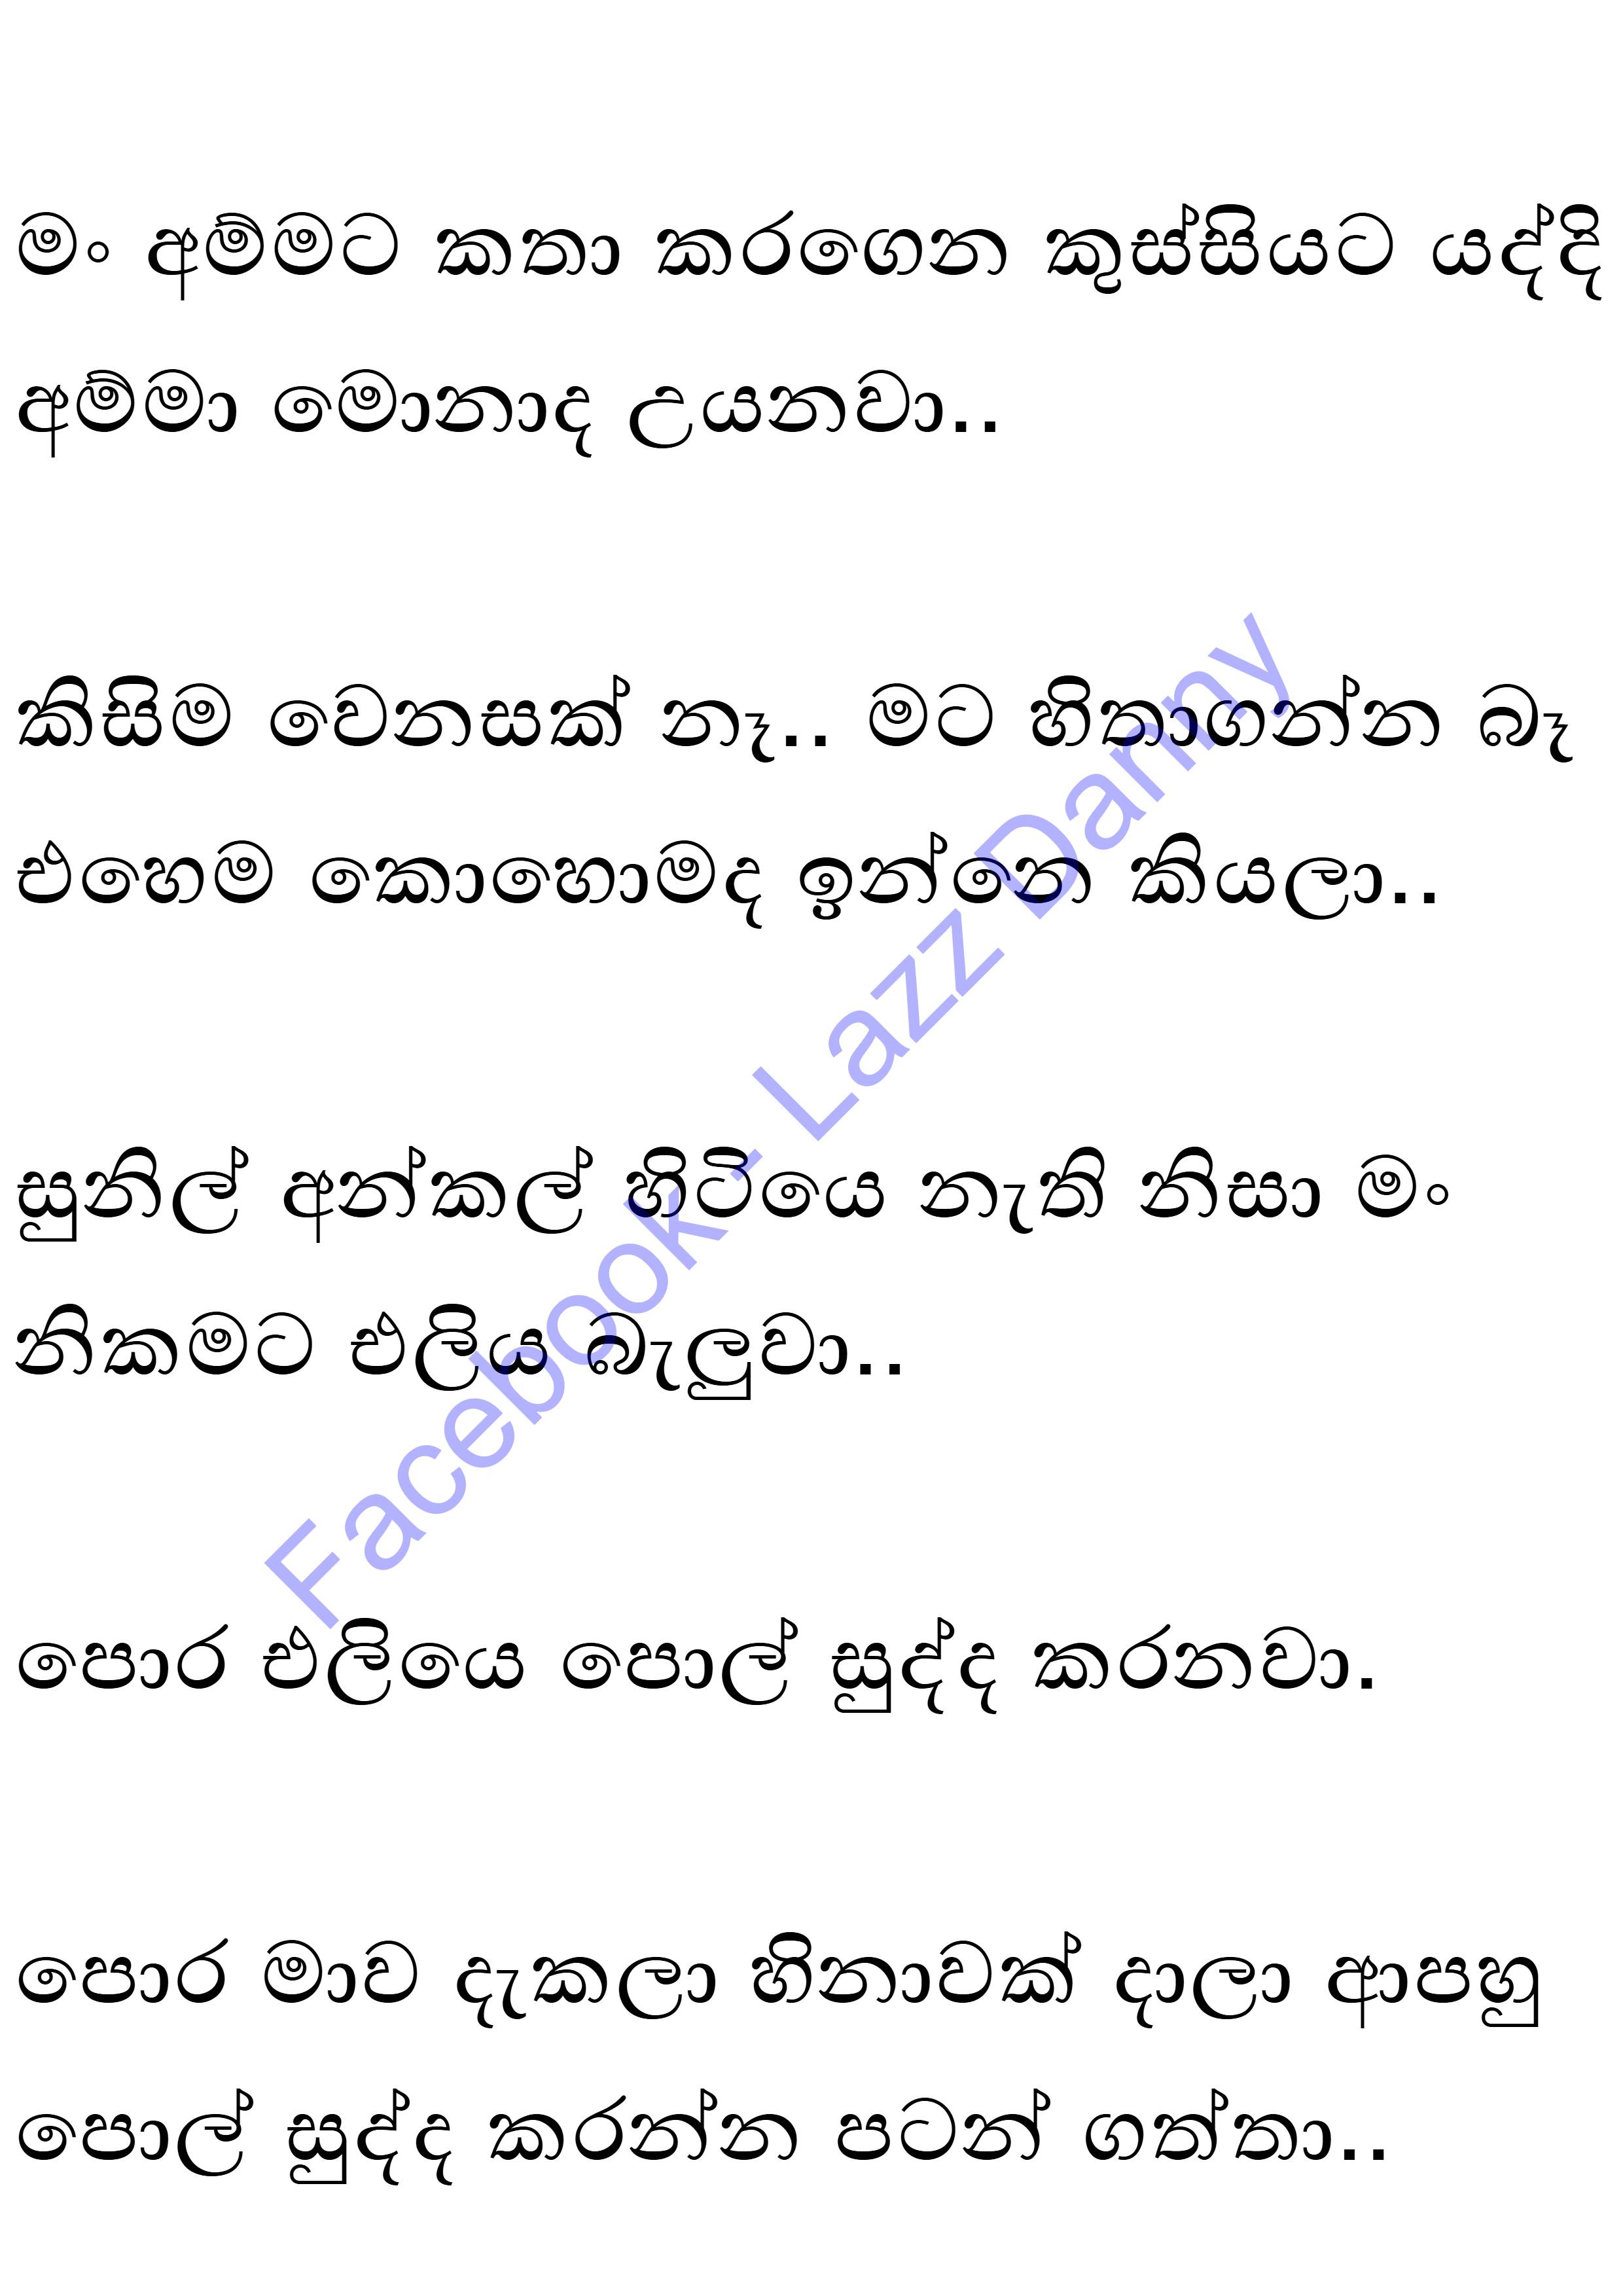 මං අම්මට කතා කරගෙන කුස්සියට යද්දි
අම්මා මොනාද උයනවා..
කිසිම වෙනසක් නෑ.. මට හිතාගන්න බෑ
එහෙම කොහොමද ඉන්නෙ කියලා..
සුනිල් අන්කල් හිටියෙ නැති නිසා මං
නිකමට එලිය බැලුවා..
පොර එලියෙ පොල් සුද්ද කරනවා.
පොර මාව දැකලා හිනාවක් දාලා ආපහු
පොල් සුද්ද කරන්න පටන් ගත්තා..
Facebook - Lazz Danny